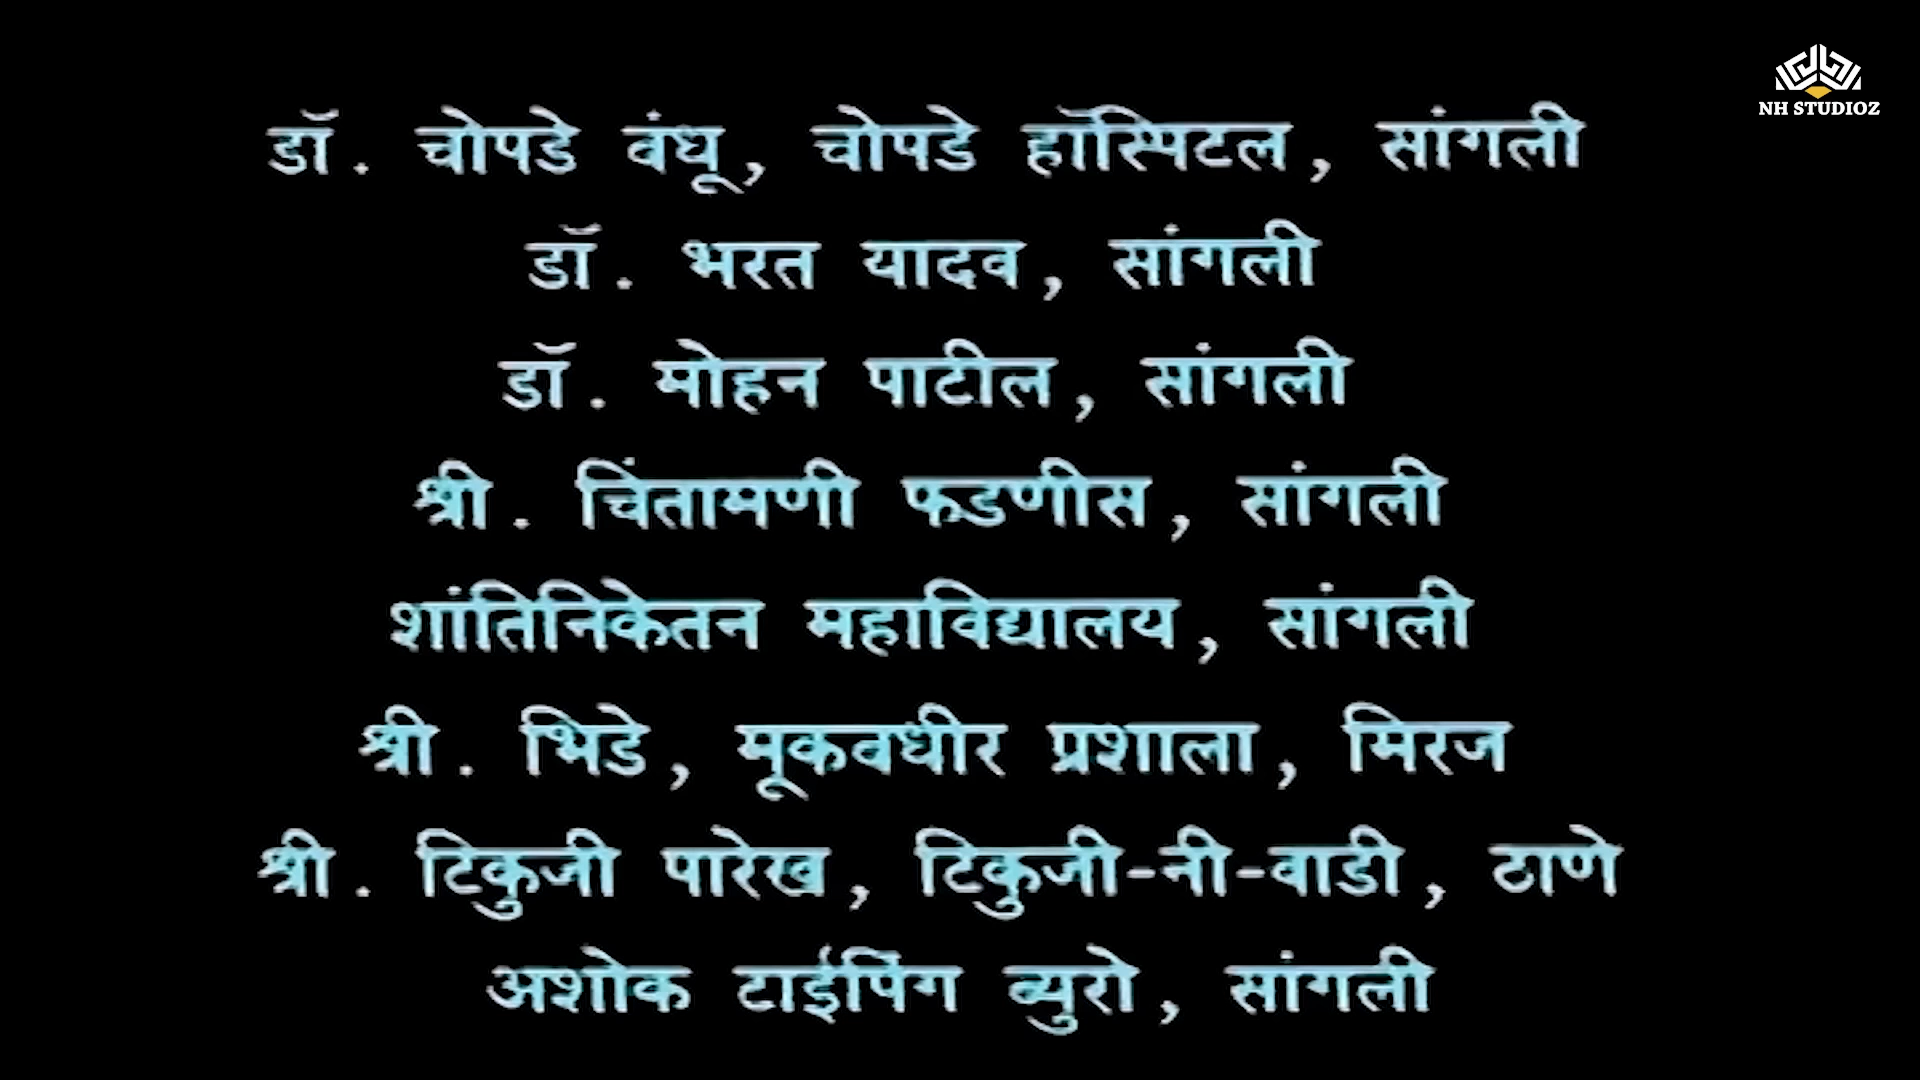 डॉ. चोपडे बंधू, चोपडे हॉस्पिटल, सांगली
डॉ. भरत यादव, सांगली
डॉ. मोहन पाटील, सांगली
श्री. चिंतामणी फडणीस, सांगली
शांतिनिकेतन महाविद्यालय, सांगली
श्री. भिडे, मूकबधीर प्रशाला, मिरज
श्री. टिकुजी पारेख, टिकुजी-नी-वाडी, ठाणे
अशोक टाईपिंग ब्युरो, सांगली
NH STUDIOZ